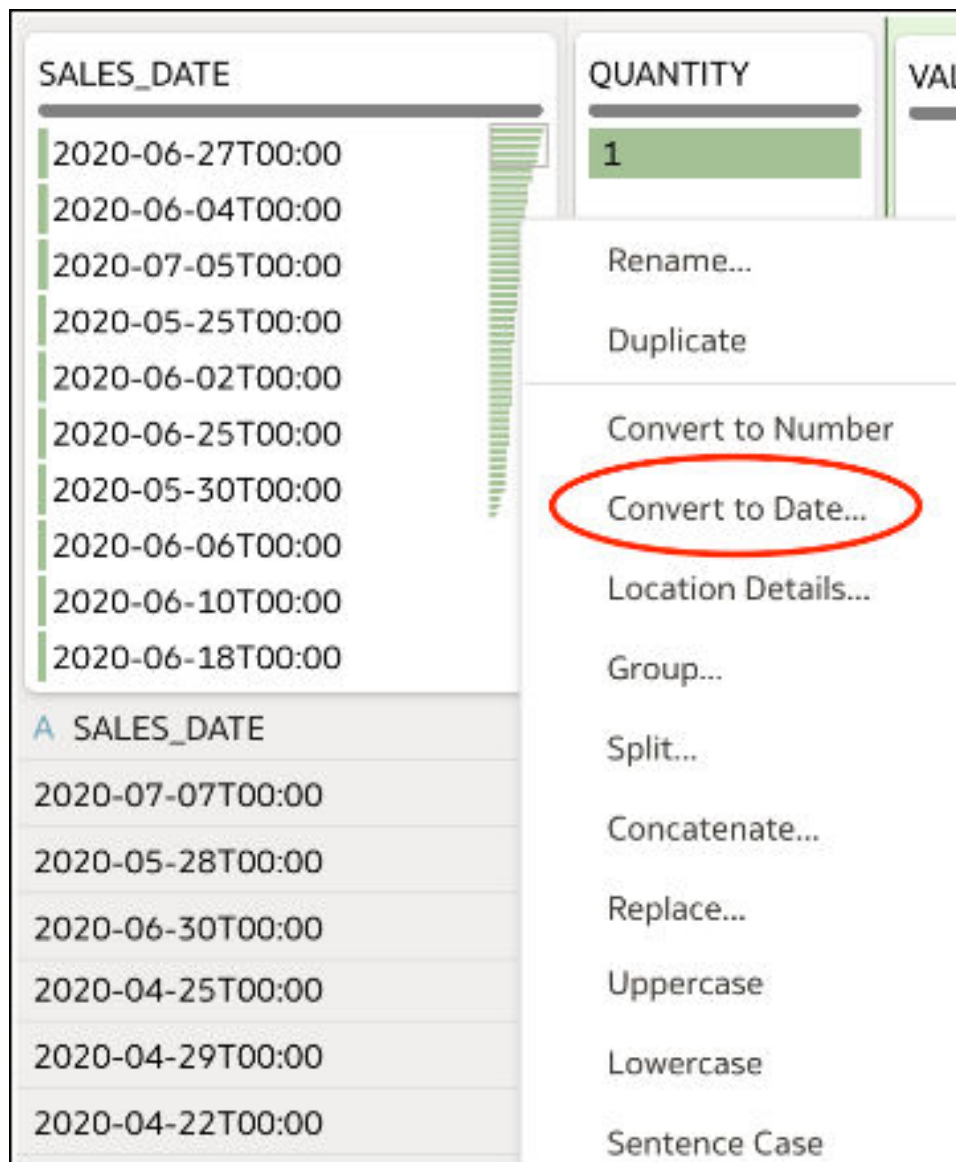 SALES_DATE
2020-06-27T00:00
2020-06-04T00:00
2020-07-05T00:00
2020-05-25T00:00
2020-06-02T00:00
2020-06-25T00:00
2020-05-30T00:00
2020-06-06T00:00
2020-06-10T00:00
2020-06-18T00:00
A SALES_DATE
2020-07-07T00:00
2020-05-28T00:00
2020-06-30T00:00
2020-04-25T00:00
2020-04-29T00:00
2020-04-22T00:00
QUANTITY
1
VAL
Rename...
Duplicate
Convert to Number
Convert to Date...
Location Details...
Group...
Split...
Concatenate...
Replace...
Uppercase
Lowercase
Sentence Case